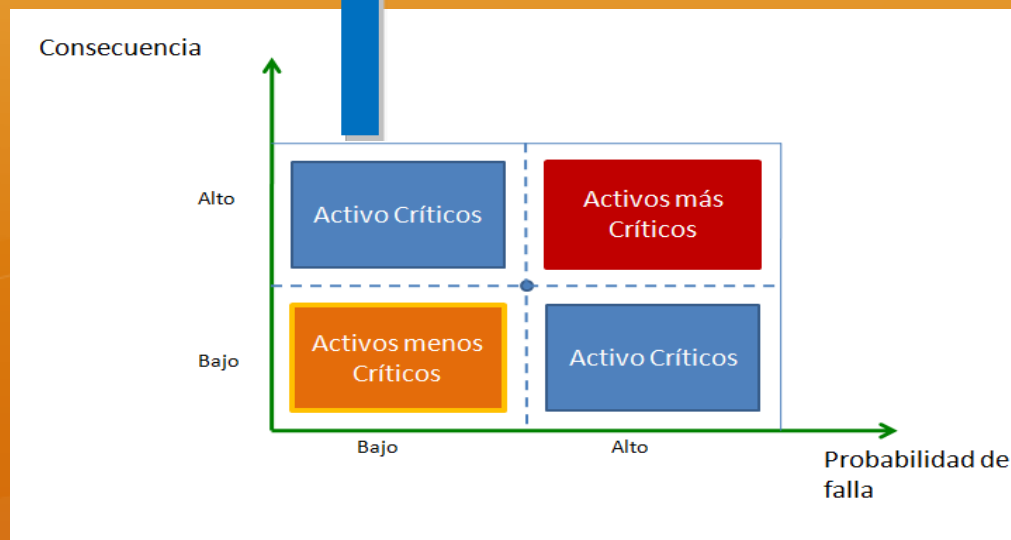 Consecuencia
Alto
Activo Críticos
Activos más
Críticos
Bajo
Activos menos
Críticos
Activo Críticos
Bajo
Alto
Probabilidad de
falla